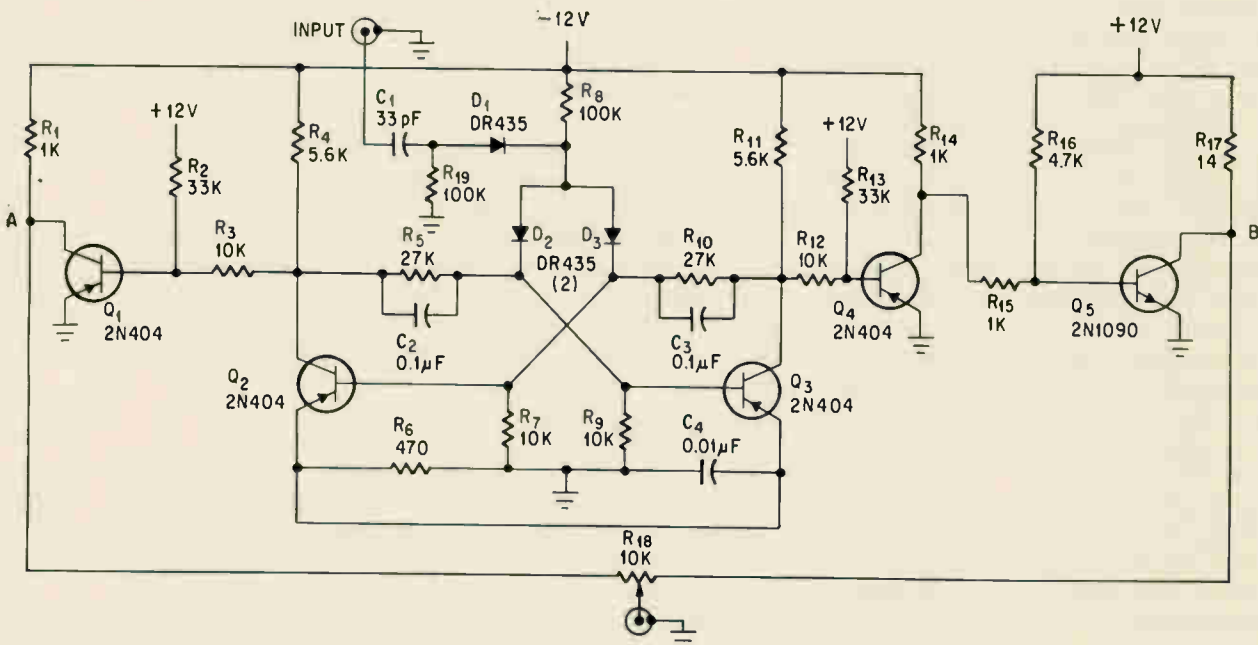 INPUT
-12V
+12V
R1
1K
+12V
R2
33K
R4
5.6K
C1
33pF
D1
DR435
R8
100K
R19
100K
R11
5.6K
+12V
R13
33K
R14
1K
R16
4.7K
R17
14
A
R3
10K
R5
27K
D2
D3
DR435
(2)
R10
27K
R12
10K
B
Q1
2N404
C2
0.1μF
C3
0.1μF
Q4
2N404
R15
1K
Q5
2N1090
Q2
2N404
Q3
2N404
R6
470
R7
10K
R9
10K
C4
0.01μF
R18
10K